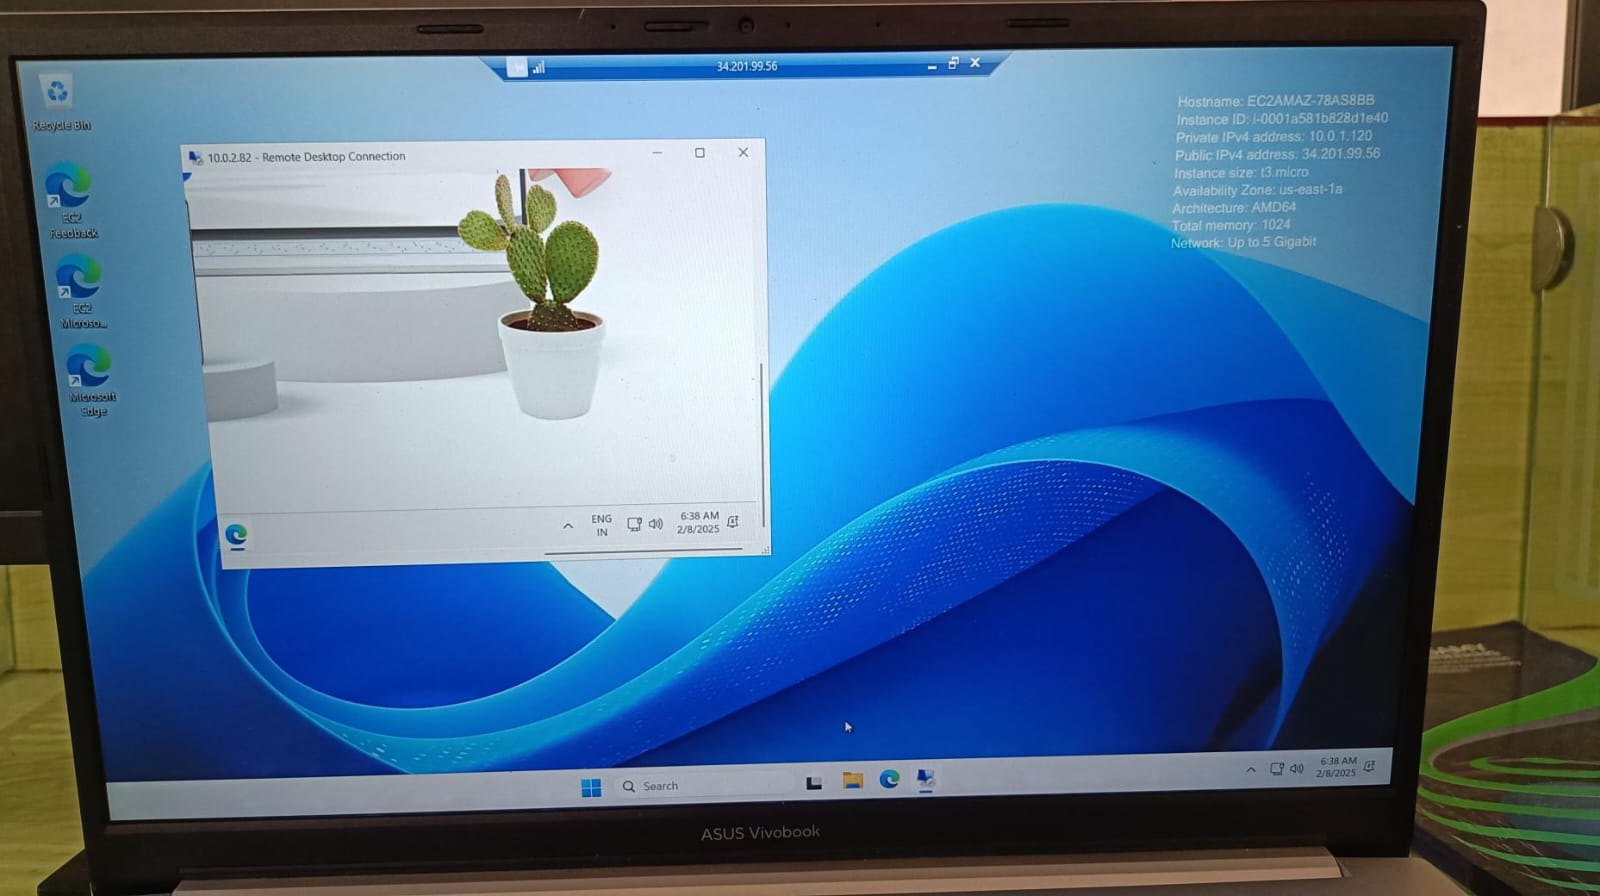 34.201.99.56
Recycle Bin
EC2
Feedback
EC2
Microso...
Microsoft
Edge
10.0.2.82 - Remote Desktop Connection
ENG
IN
6:38 AM
2/8/2025
Hostname: EC2AMAZ-78AS8BB
Instance ID: i-0001a581b828d1e40
Private IPv4 address: 10.0.1.120
Public IPv4 address: 34.201.99.56
Instance size: t3.micro
Availability Zone: us-east-1a
Architecture: AMD64
Total memory: 1024
Network: Up to 5 Gigabit
Search
6:38 AM
2/8/2025
ASUS Vivobook